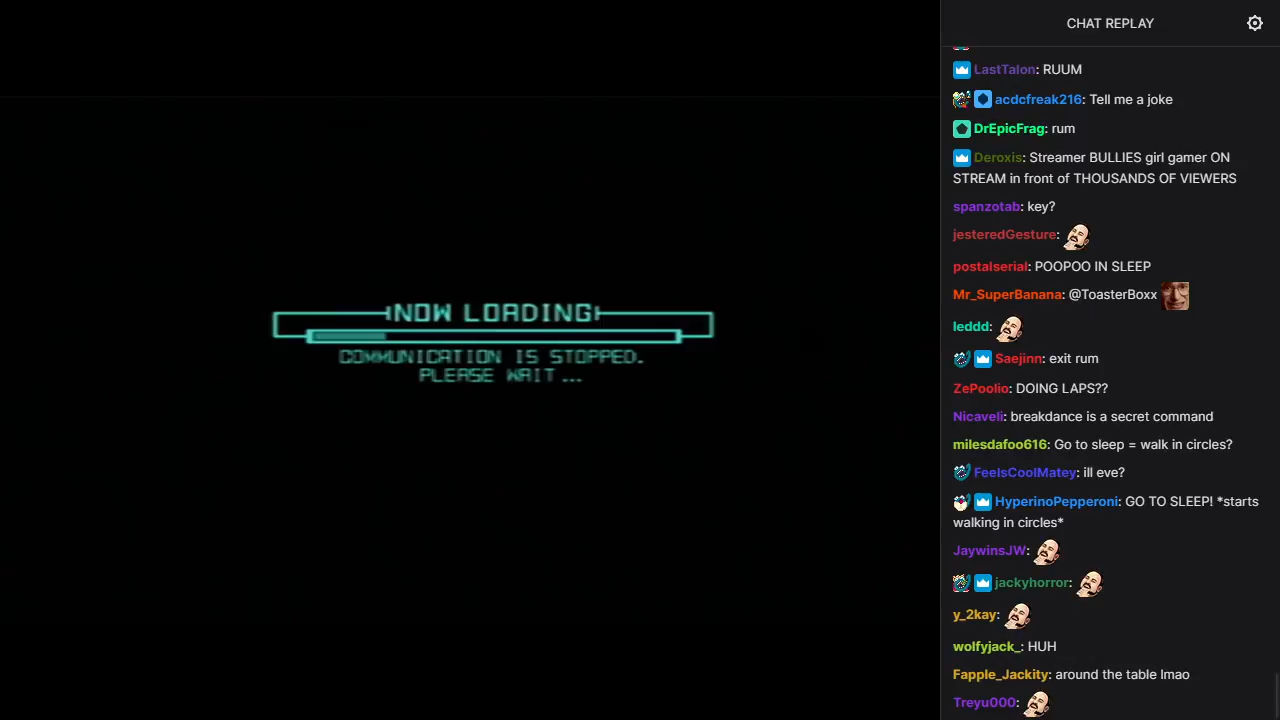 NOW LOADING
COMMUNICATION IS STOPPED.
PLEASE WAIT ...
CHAT REPLAY
LastTalon: RUUM
acdcfreak216: Tell me a joke
DrEpicFrag: rum
Deroxis: Streamer BULLIES girl gamer ON
STREAM in front of THOUSANDS OF VIEWERS
spanzotab: key?
jesteredGesture:
postalserial: POOPOO IN SLEEP
Mr_SuperBanana: @ToasterBoxx
leddd:
Saejinn: exit rum
ZePoolio: DOING LAPS??
Nicaveli: breakdance is a secret command
milesdafoo616: Go to sleep = walk in circles?
FeelsCoolMatey: ill eve?
HyperinoPepperoni: GO TO SLEEP! *starts
walking in circles*
JaywinsJW:
jackyhorror:
y_2kay:
wolfyjack_: HUH
Fapple_Jackity: around the table lmao
Treyu000: